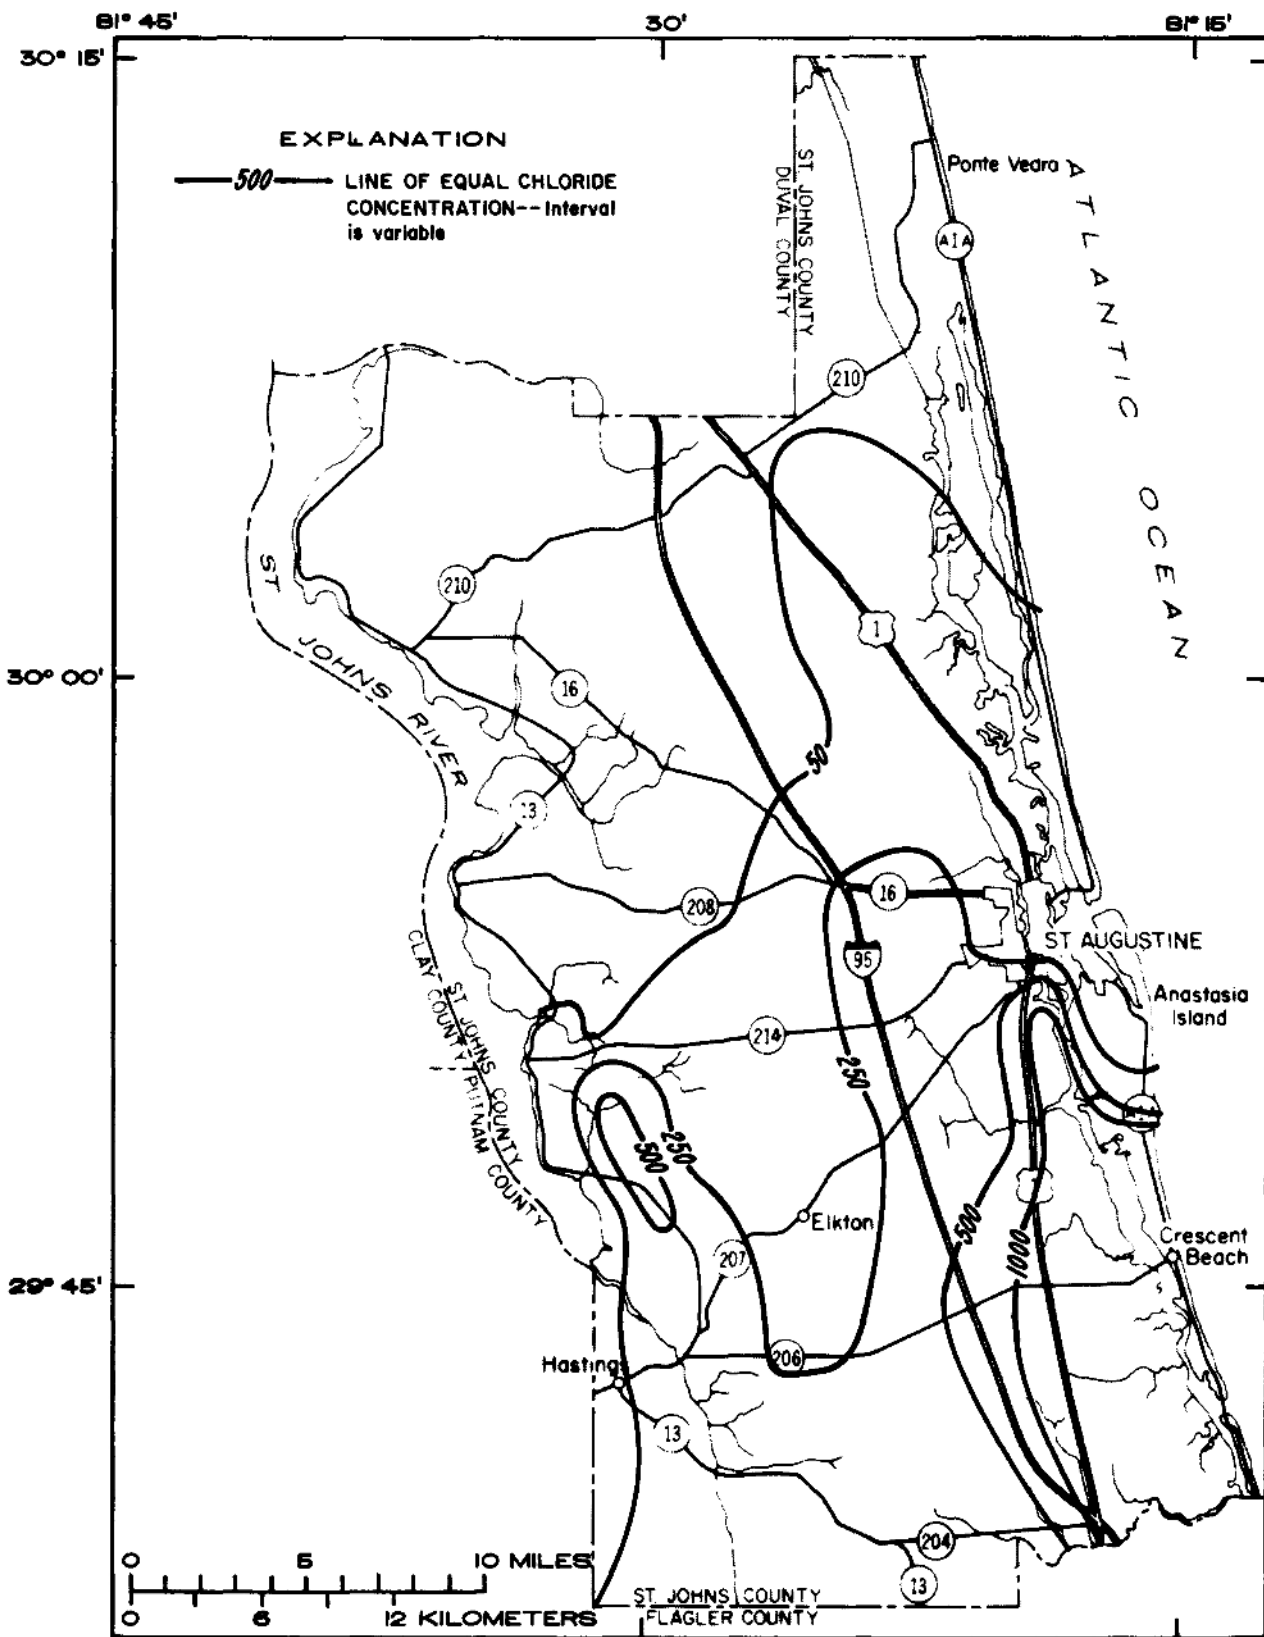 81° 45'
30'
81° 15'
30° 15'
EXPLANATION
500
LINE OF EQUAL CHLORIDE
CONCENTRATION--Interval
is variable
ST. JOHNS COUNTY
DUVAL COUNTY
Ponte Vedra
A1A
ATLANTIC OCEAN
210
210
1
ST JOHNS RIVER
30° 00'
16
50
13
208
16
95
ST AUGUSTINE
Anastasia
Island
CLAY COUNTY
ST JOHNS COUNTY
PUTNAM COUNTY
214
250
250
500
Elkton
207
500
1000
Crescent
Beach
29° 45'
206
Hastings
13
204
13
0 5 10 MILES
0 6 12 KILOMETERS
ST. JOHNS COUNTY
FLAGLER COUNTY